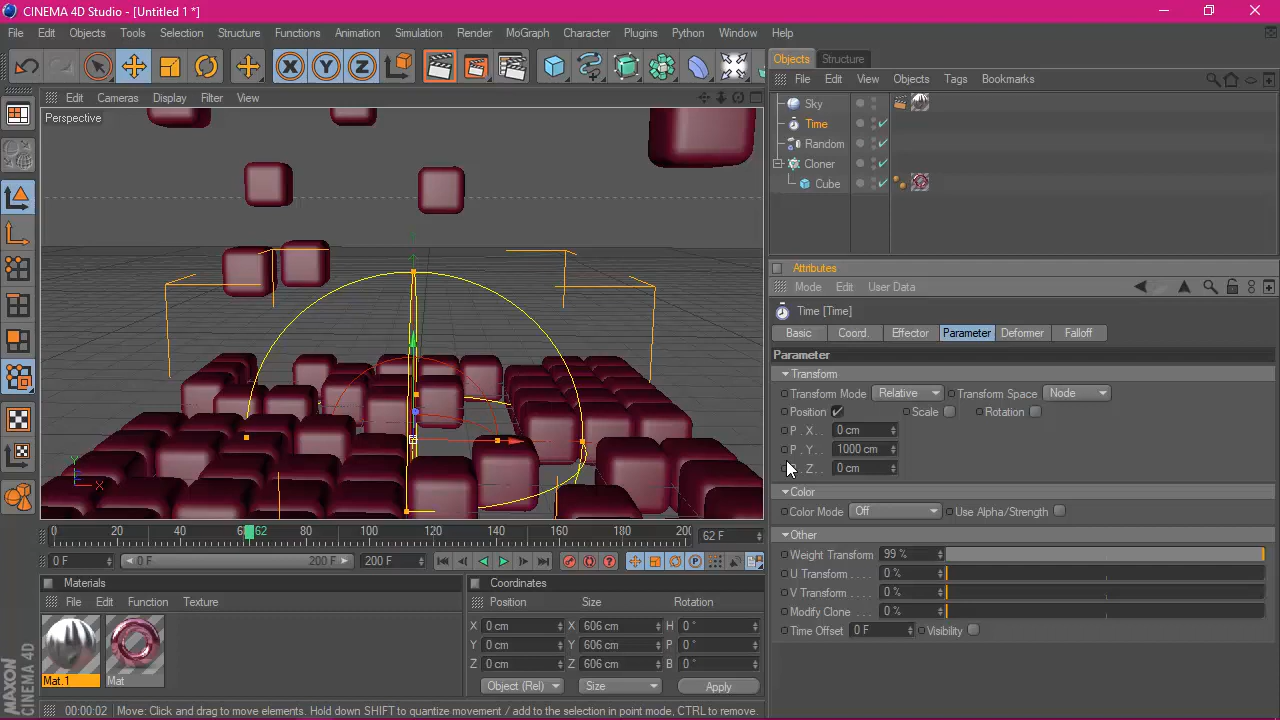 CINEMA 4D Studio - [Untitled 1 *]
File Edit Objects Tools Selection Structure Functions Animation Simulation Render MoGraph Character Plugins Python Window Help
Objects Structure
File Edit View Objects Tags Bookmarks
Edit Cameras Display Filter View
Perspective
Sky
Time
Random
Cloner
Cube
Attributes
Mode Edit User Data
Time [Time]
Basic Coord. Effector Parameter Deformer Falloff
Parameter
Transform
Transform Mode Relative Transform Space Node
Position Scale Rotation
P . X . . 0 cm
P . Y . . 1000 cm
. Z . . 0 cm
Color
Color Mode Off Use Alpha/Strength
Other
Weight Transform 99 %
U Transform . . . . 0 %
V Transform . . . . 0 %
Modify Clone . . . 0 %
Time Offset 0 F Visibility
Y
X
0 20 40 62 80 100 120 140 160 180 200 62 F
0 F 0 F 200 F 200 F
Materials
File Edit Function Texture
Mat.1 Mat
Coordinates
Position Size Rotation
X 0 cm X 606 cm H 0 °
Y 0 cm Y 606 cm P 0 °
Z 0 cm Z 606 cm B 0 °
Object (Rel) Size Apply
MAXON
CINEMA 4D
00:00:02 Move: Click and drag to move elements. Hold down SHIFT to quantize movement / add to the selection in point mode, CTRL to remove.